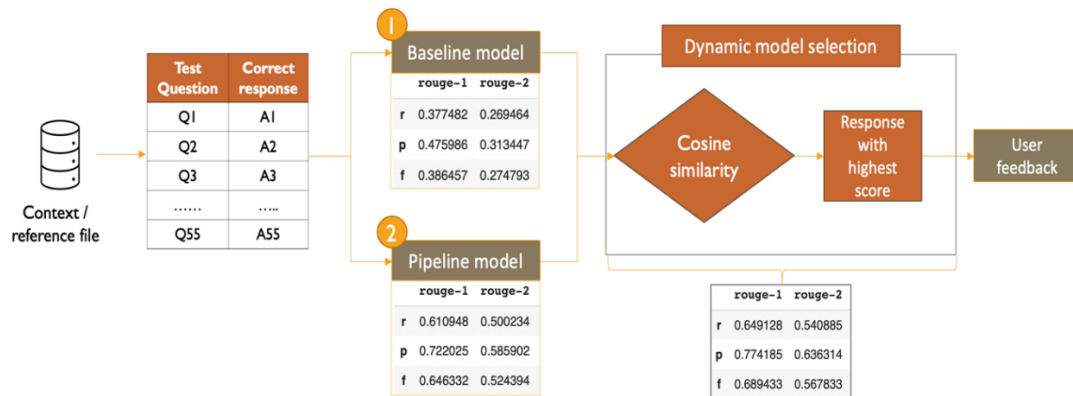 Context /
reference file
Test Question Correct response
Q1 A1
Q2 A2
Q3 A3
...... .....
Q55 A55
1
Baseline model
rouge-1 rouge-2
r 0.377482 0.269464
p 0.475986 0.313447
f 0.386457 0.274793
2
Pipeline model
rouge-1 rouge-2
r 0.610948 0.500234
p 0.722025 0.585902
f 0.646332 0.524394
Dynamic model selection
Cosine
similarity
Response
with
highest
score
rouge-1 rouge-2
r 0.649128 0.540885
p 0.774185 0.636314
f 0.689433 0.567833
User
feedback